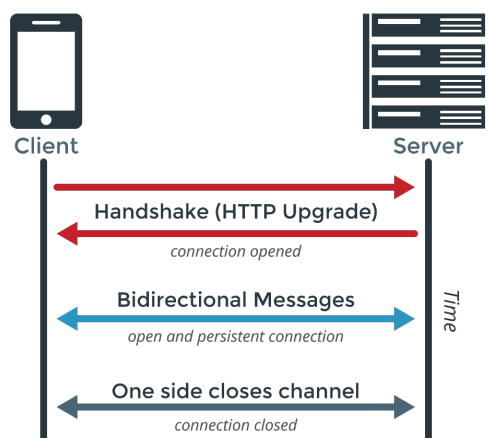 Client
Server
Handshake (HTTP Upgrade)
connection opened
Bidirectional Messages
open and persistent connection
Time
One side closes channel
connection closed